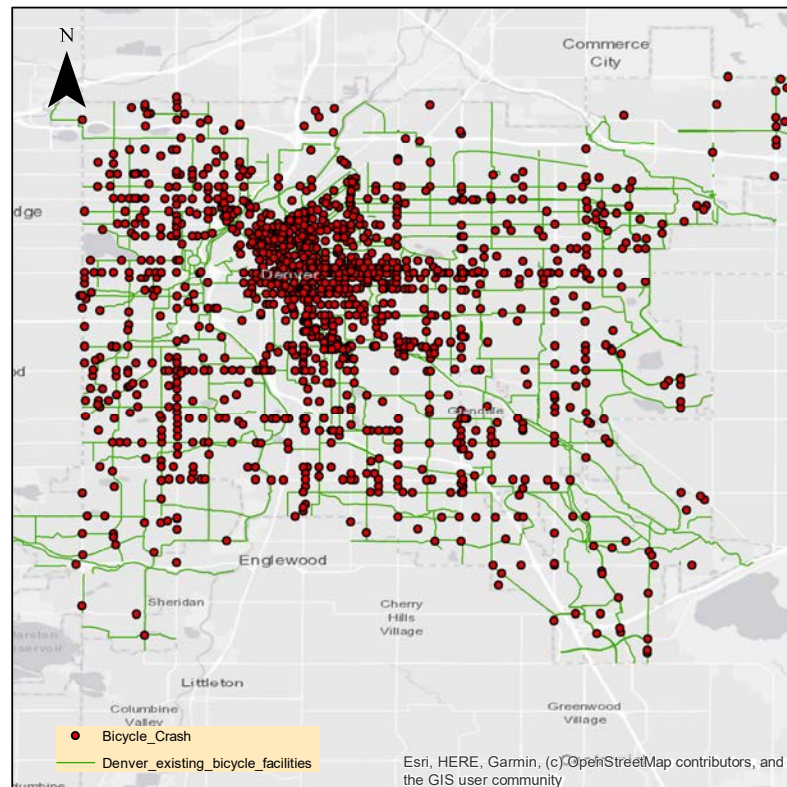 N
Commerce
City
dge
Denver
Glendale
Englewood
Sheridan
Cherry
Hills
Village
Littleton
Columbine
Valley
Greenwood
Village
Bicycle_Crash
Denver_existing_bicycle_facilities
Esri, HERE, Garmin, (c) OpenStreetMap contributors, and
the GIS user community